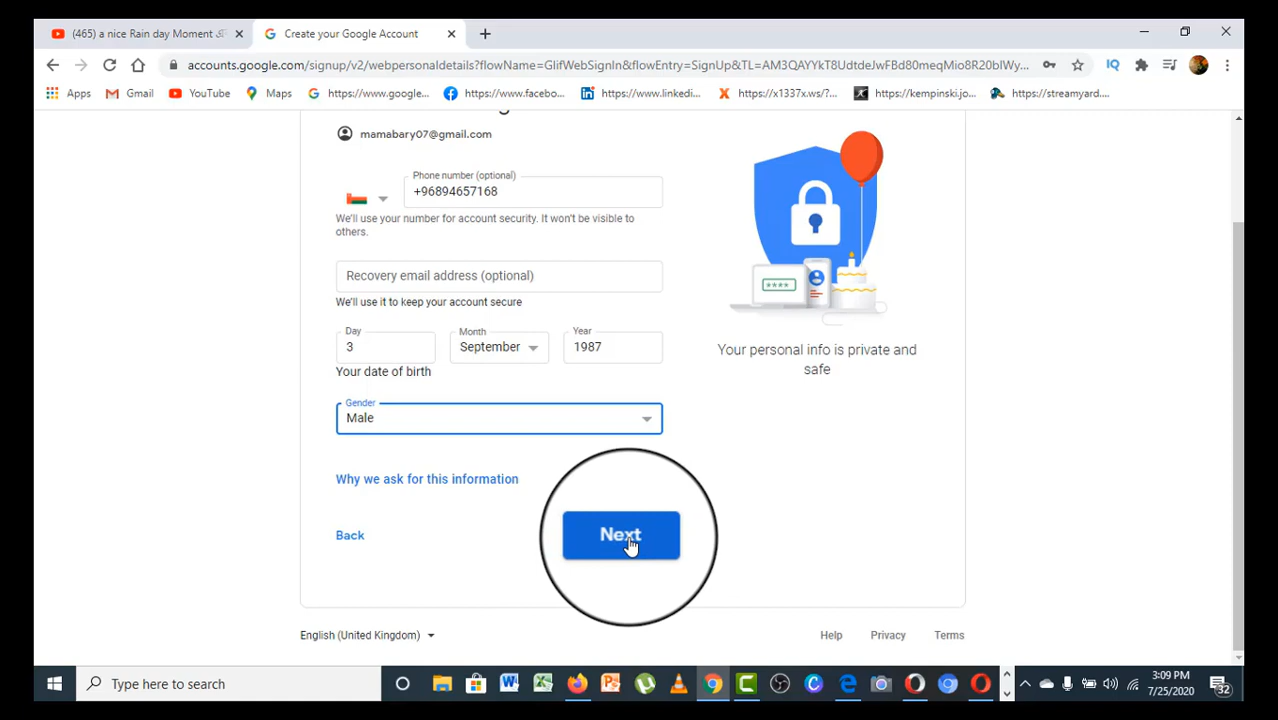 (465) a nice Rain day Moment
Create your Google Account
accounts.google.com/signup/v2/webpersonaldetails?flowName=GlifWebSignIn&flowEntry=SignUp&TL=AM3QAYYkT8UdtdeJwFBd80meqMio8R20bIWy...
Apps Gmail YouTube Maps https://www.google... https://www.facebo... https://www.linkedi... https://x1337x.ws/?... https://kempinski.jo... https://streamyard....
mamabary07@gmail.com
Phone number (optional)
+96894657168
We'll use your number for account security. It won't be visible to
others.
Recovery email address (optional)
We'll use it to keep your account secure
Day Month Year
3 September 1987
Your date of birth
Gender
Male
Why we ask for this information
Back Next
****
Your personal info is private and
safe
English (United Kingdom) Help Privacy Terms
Type here to search
3:09 PM
7/25/2020
32